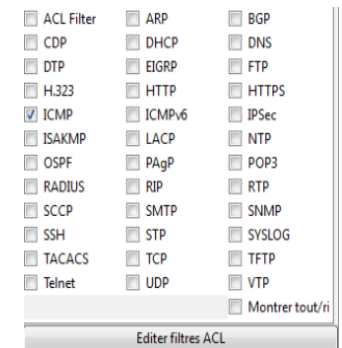 ACL Filter ARP BGP
CDP DHCP DNS
DTP EIGRP FTP
H.323 HTTP HTTPS
ICMP ICMPv6 IPSec
ISAKMP LACP NTP
OSPF PAgP POP3
RADIUS RIP RTP
SCCP SMTP SNMP
SSH STP SYSLOG
TACACS TCP TFTP
Telnet UDP VTP
Montrer tout/ri
Editer filtres ACL